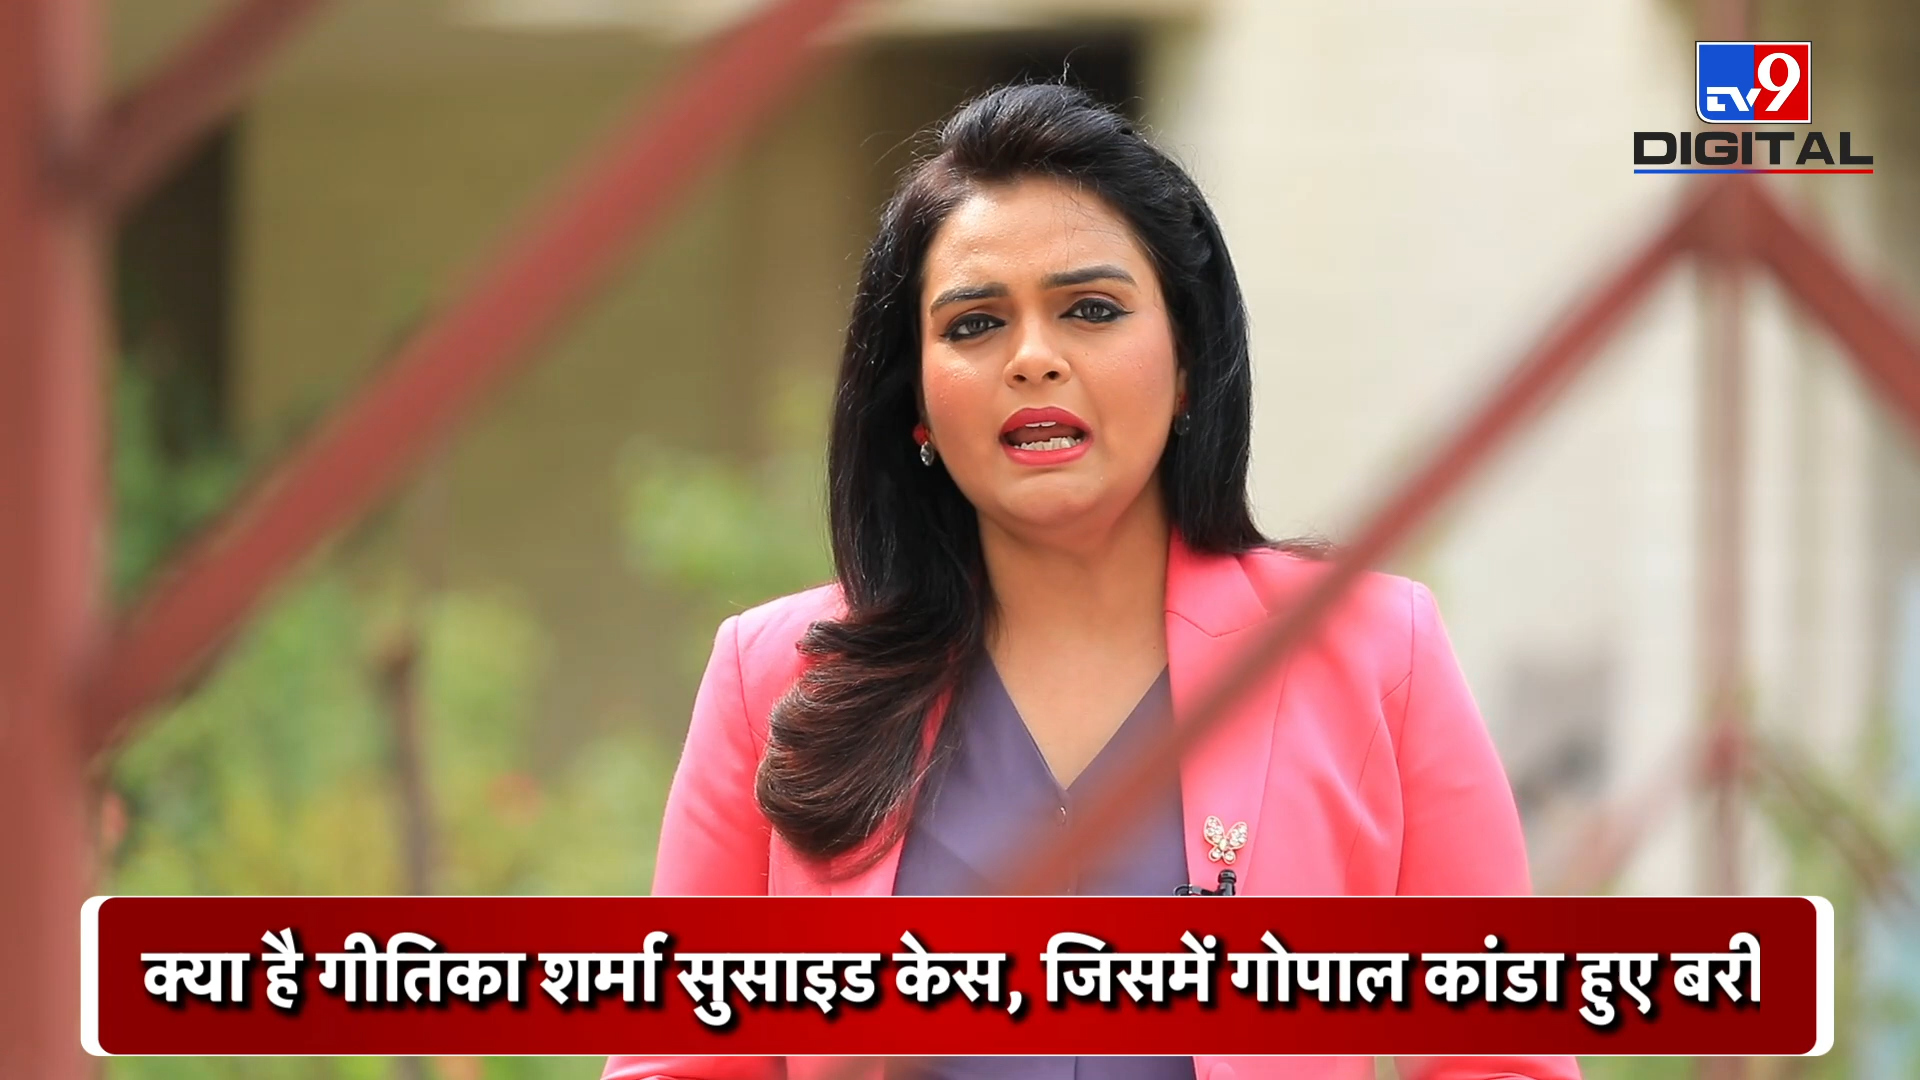 TV9
DIGITAL
क्या है गीतिका शर्मा सुसाइड केस, जिसमें गोपाल कांडा हुए बरी